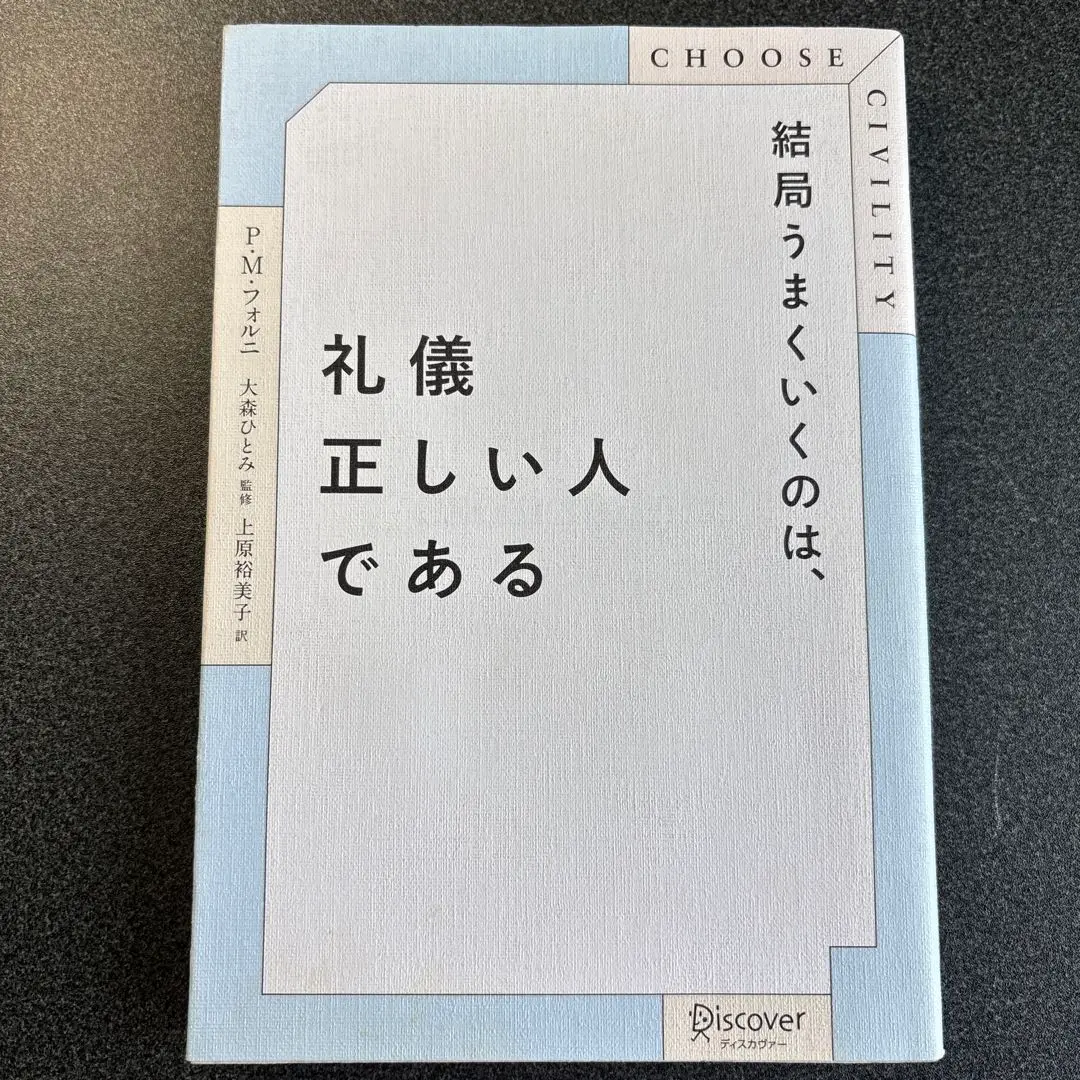 CHOOSE
CIVILITY
結局うまくいくのは、
礼儀
正しい人
である
P・M・フォルニ 大森ひとみ 監修 上原裕美子 訳
Discover
ディスカヴァー